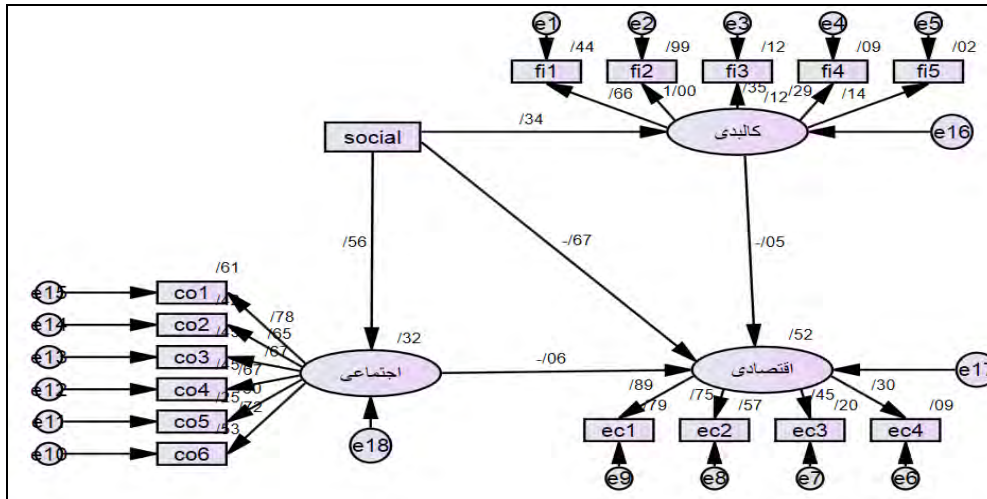 e1 e2 e3 e4 e5
/44 /99 /12 /09 /02
fi1 fi2 fi3 fi4 fi5
/66 1/00 /35 /12 /29 /14
social /34 کالبدی e16
/56 -/67 -/05
/61
e15 co1
/78
e14 co2 /65
e13 co3 /67 /32 /52
e12 co4 /67 اجتماعی -/06 اقتصادی e17
/25
e11 co5 /72 /89 /75 /45 /30
/53 /79 /57 /20 /09
e10 co6 e18 ec1 ec2 ec3 ec4
e9 e8 e7 e6